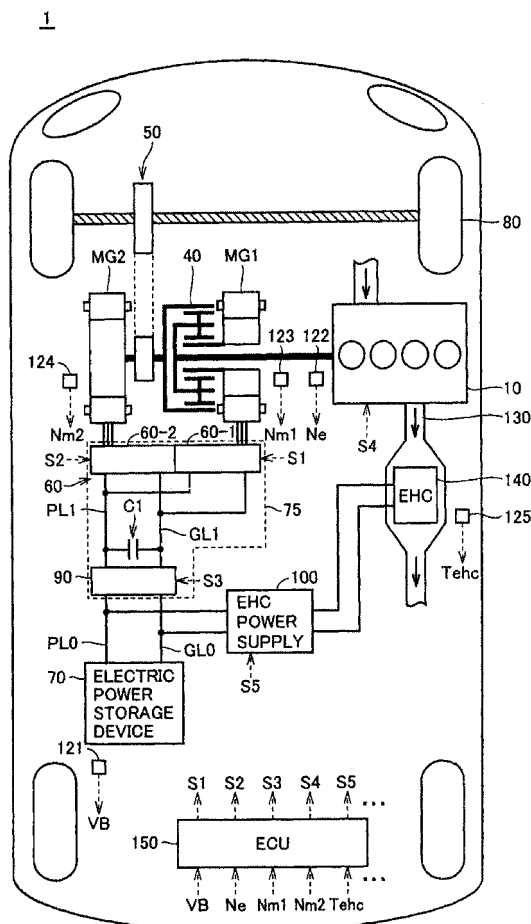 1
50
80
MG2
40
MG1
124
123
122
10
Nm2
60-2
60-1
Nm1
Ne
S4
130
S2
S1
60
140
PL1
C1
75
EHC
125
GL1
Tehc
90
S3
100
EHC
POWER
SUPPLY
PL0
GL0
S5
70
ELECTRIC
POWER
STORAGE
DEVICE
121
VB
S1 S2 S3 S4 S5 ...
150
ECU
...
VB Ne Nm1 Nm2 Tehc